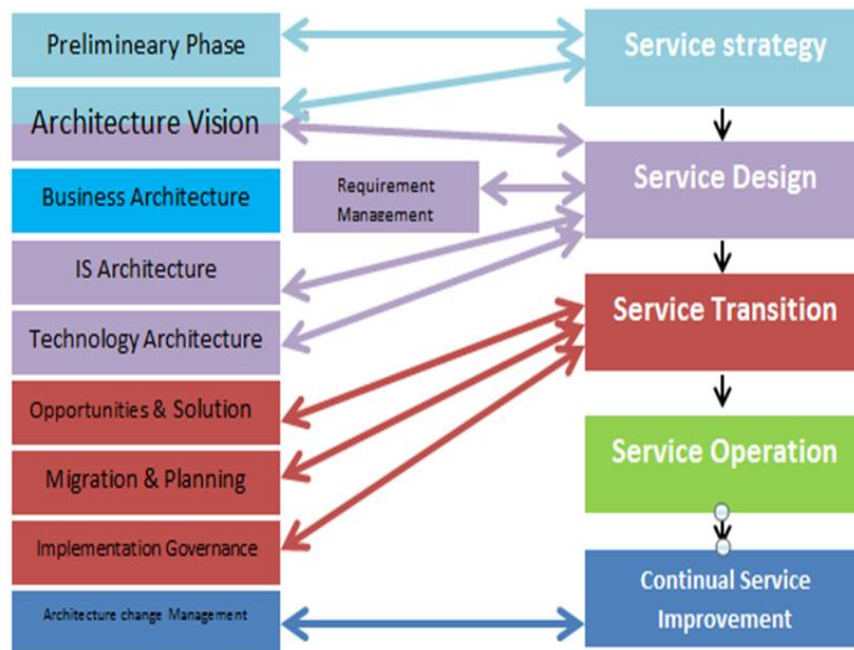 Prelimineary Phase
Service strategy
Architecture Vision
Business Architecture
Requirement
Management
Service Design
IS Architecture
Technology Architecture
Service Transition
Opportunities & Solution
Migration & Planning
Service Operation
Implementation Governance
Architecture change Management
Continual Service
Improvement